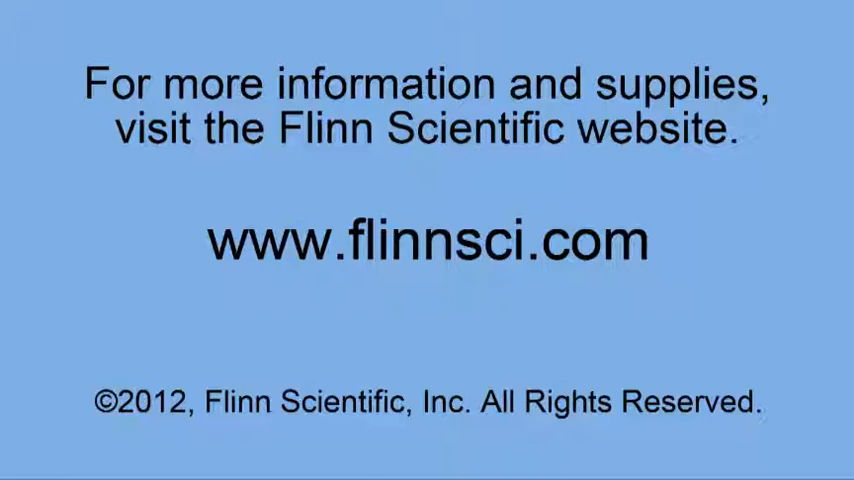 For more information and supplies,
visit the Flinn Scientific website.
www.flinnsci.com
©2012, Flinn Scientific, Inc. All Rights Reserved.